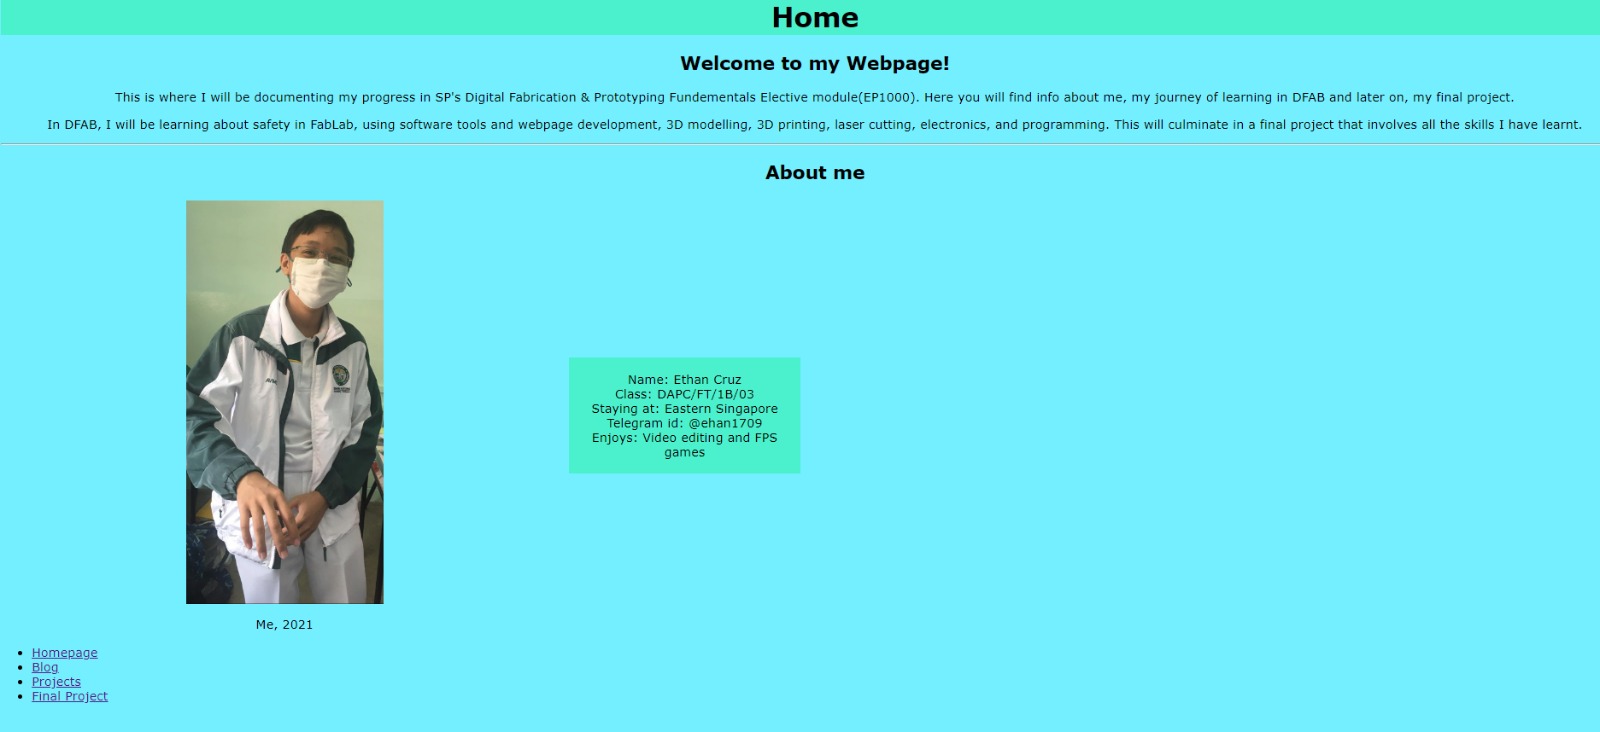 Home
Welcome to my Webpage!
This is where I will be documenting my progress in SP's Digital Fabrication & Prototyping Fundementals Elective module(EP1000). Here you will find info about me, my journey of learning in DFAB and later on, my final project.
In DFAB, I will be learning about safety in FabLab, using software tools and webpage development, 3D modelling, 3D printing, laser cutting, electronics, and programming. This will culminate in a final project that involves all the skills I have learnt.
About me
Name: Ethan Cruz
Class: DAPC/FT/1B/03
Staying at: Eastern Singapore
Telegram id: @ehan1709
Enjoys: Video editing and FPS
games
Me, 2021
Homepage
Blog
Projects
Final Project